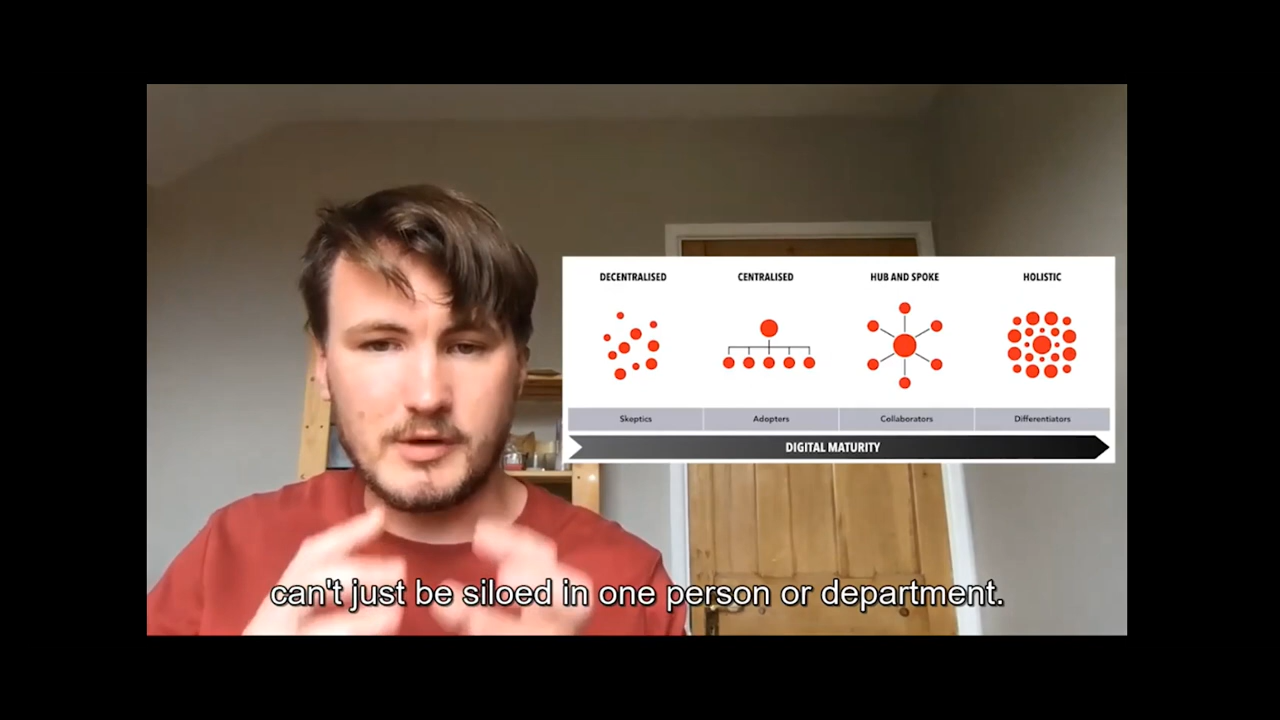 DECENTRALISED CENTRALISED HUB AND SPOKE HOLISTIC
Skeptics Adopters Collaborators Differentiators
DIGITAL MATURITY
can't just be siloed in one person or department.